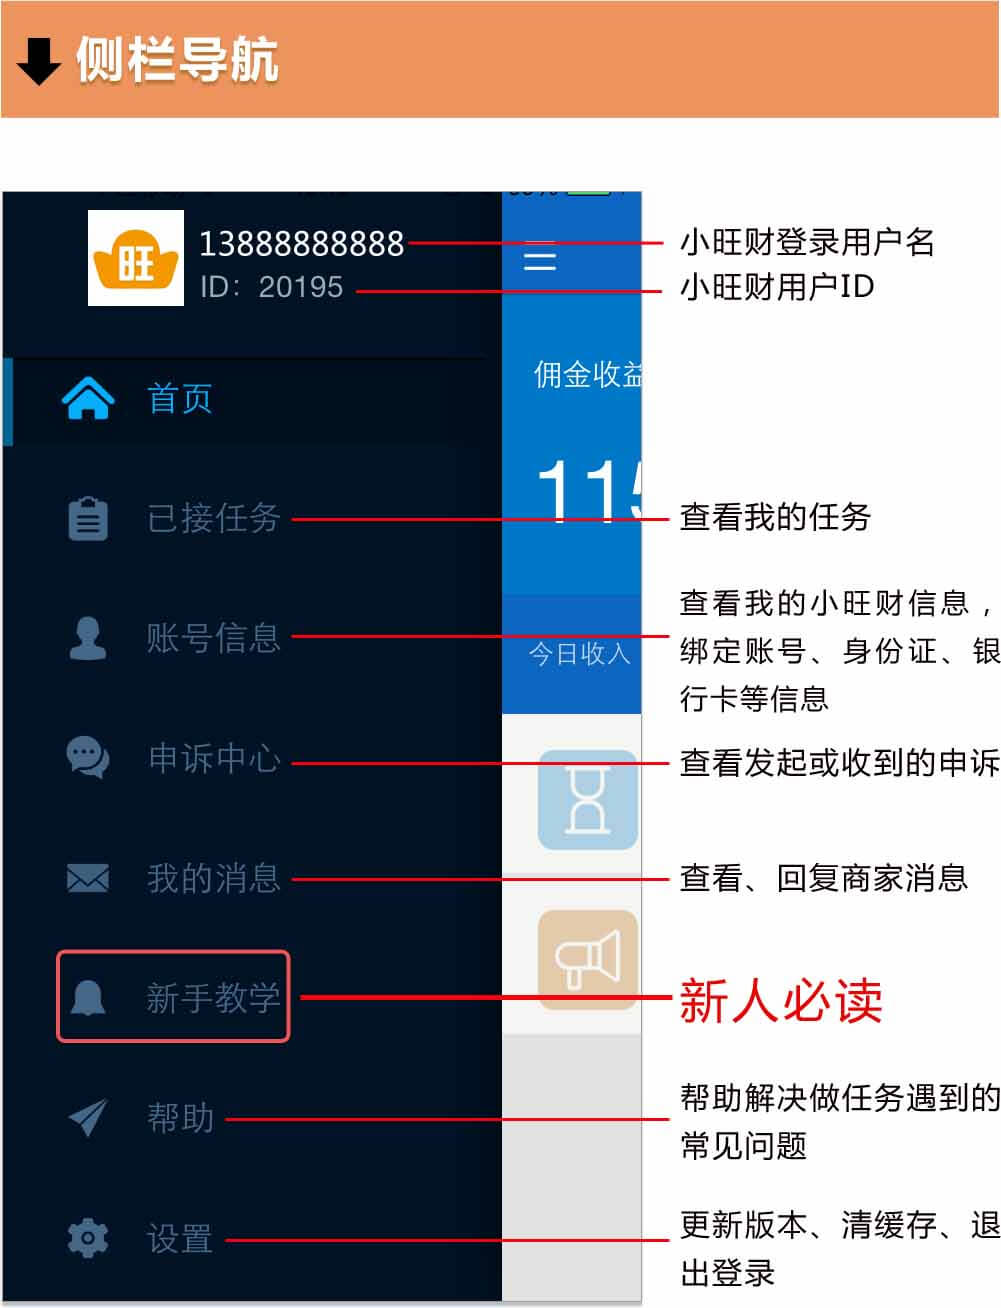 侧栏导航
旺
13888888888
小旺财登录用户名
ID：20195
小旺财用户ID
佣金收益
首页
115
已接任务
查看我的任务
账号信息
今日收入
查看我的小旺财信息，
绑定账号、身份证、银
行卡等信息
申诉中心
查看发起或收到的申诉
我的消息
查看、回复商家消息
新手教学
新人必读
帮助
帮助解决做任务遇到的
常见问题
设置
更新版本、清缓存、退
出登录